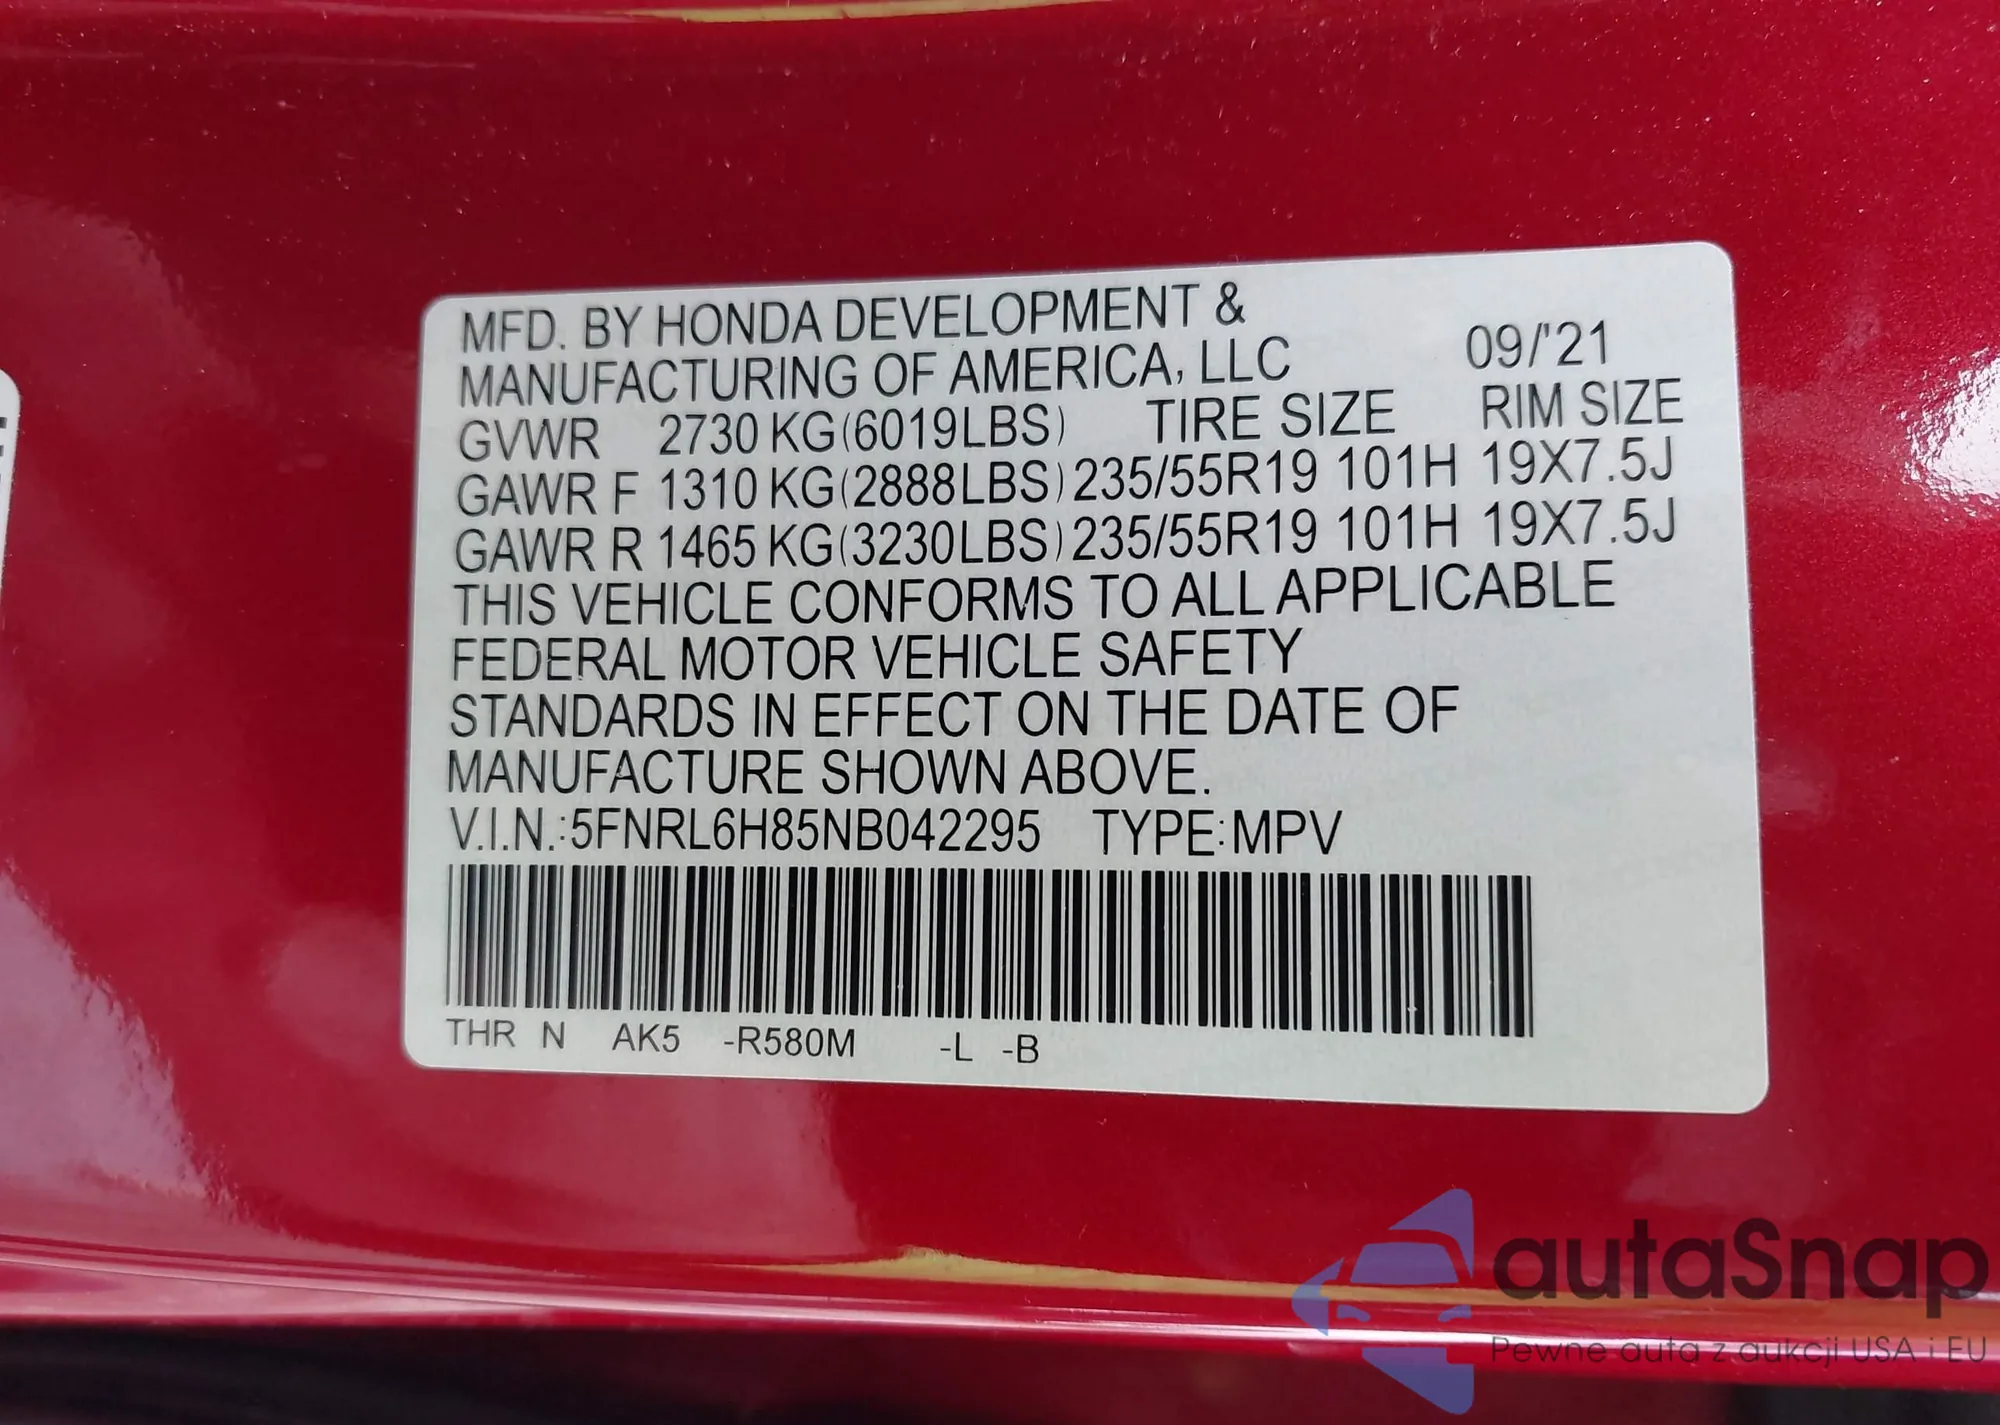 MFD. BY HONDA DEVELOPMENT &
MANUFACTURING OF AMERICA, LLC 09/'21
GVWR 2730 KG(6019LBS) TIRE SIZE RIM SIZE
GAWR F 1310 KG(2888LBS) 235/55R19 101H 19X7.5J
GAWR R 1465 KG(3230LBS) 235/55R19 101H 19X7.5J
THIS VEHICLE CONFORMS TO ALL APPLICABLE
FEDERAL MOTOR VEHICLE SAFETY
STANDARDS IN EFFECT ON THE DATE OF
MANUFACTURE SHOWN ABOVE.
V.I.N.:5FNRL6H85NB042295 TYPE:MPV
THR N AK5 -R580M -L -B
autaSnap
Pewne auta z aukcji USA i EU